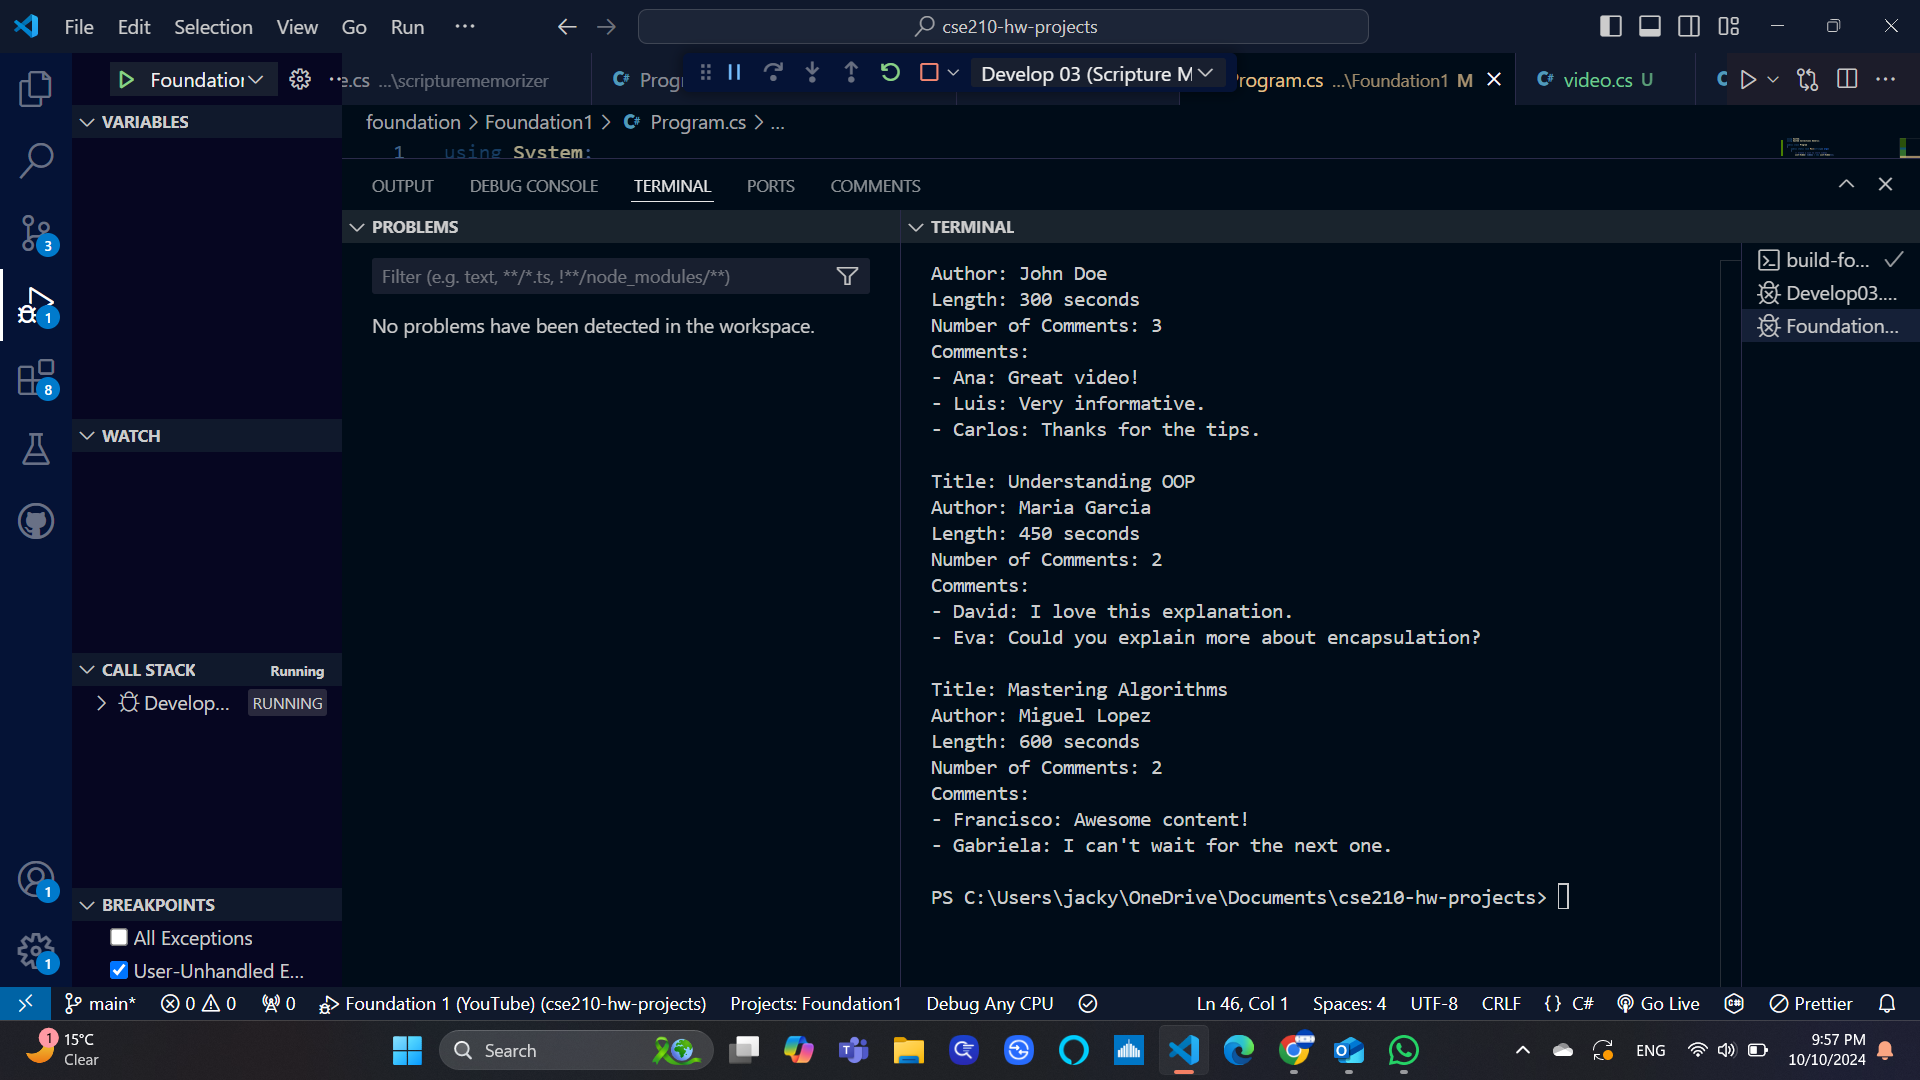 File Edit Selection View Go Run ···
cse210-hw-projects
Foundation
e.cs ...\scripturememorizer
Prog
Develop 03 (Scripture M
rogram.cs ...\Foundation1 M
C# video.cs U
VARIABLES
foundation > Foundation1 > C# Program.cs > ...
1 using System;
OUTPUT DEBUG CONSOLE TERMINAL PORTS COMMENTS
PROBLEMS
Filter (e.g. text, **/*.ts, !**/node_modules/**)
No problems have been detected in the workspace.
TERMINAL
Author: John Doe
Length: 300 seconds
Number of Comments: 3
Comments:
- Ana: Great video!
- Luis: Very informative.
- Carlos: Thanks for the tips.
Title: Understanding OOP
Author: Maria Garcia
Length: 450 seconds
Number of Comments: 2
Comments:
- David: I love this explanation.
- Eva: Could you explain more about encapsulation?
Title: Mastering Algorithms
Author: Miguel Lopez
Length: 600 seconds
Number of Comments: 2
Comments:
- Francisco: Awesome content!
- Gabriela: I can't wait for the next one.
PS C:\Users\jacky\OneDrive\Documents\cse210-hw-projects>
build-fo...
Develop03....
Foundation...
3
1
8
1
1
WATCH
CALL STACK Running
Develop... RUNNING
BREAKPOINTS
All Exceptions
User-Unhandled E...
main* 0 0 0 Foundation 1 (YouTube) (cse210-hw-projects) Projects: Foundation1 Debug Any CPU Ln 46, Col 1 Spaces: 4 UTF-8 CRLF {} C# Go Live Prettier
1 15°C
Clear
Search
ENG
9:57 PM
10/10/2024